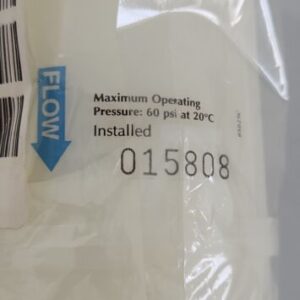 FLOW
Maximum Operating
Pressure: 60 psi at 20°C
Installed
015808